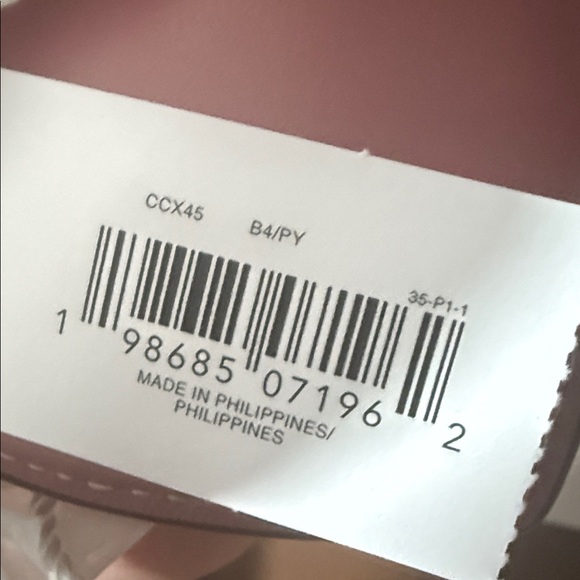 CCX45 B4/PY
35-P1-1
1 98685 07196 2
MADE IN PHILIPPINES/
PHILIPPINES